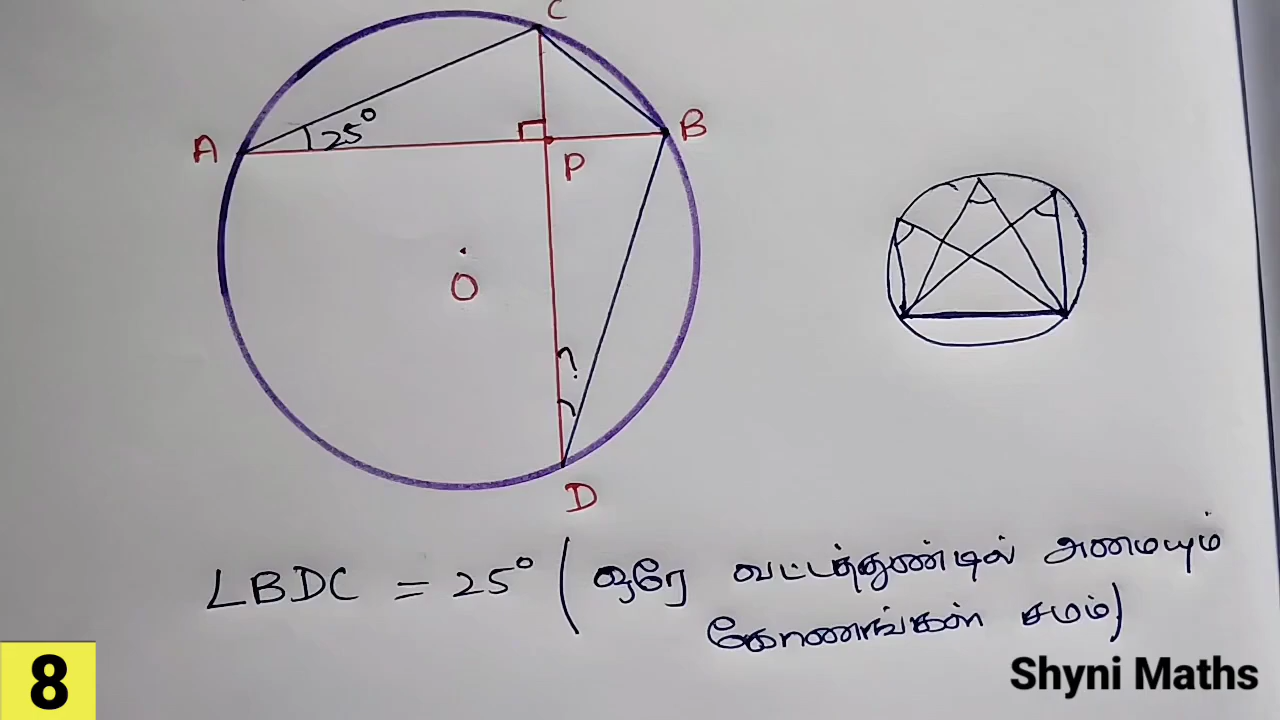 C
A
25°
B
P
O
?
D
∠BDC = 25° (ஒரே வட்டத்துண்டில் அமையும்
கோணங்கள் சமம்)
Shyni Maths
8